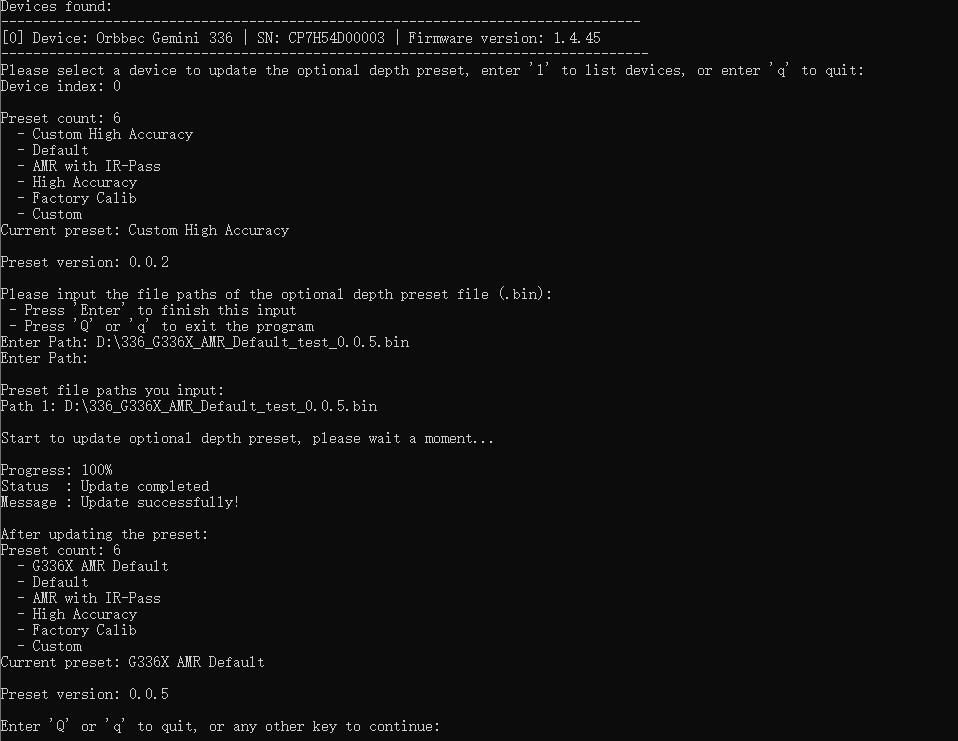 Devices found:
--------------------------------------------------------------------------------
[0] Device: Orbbec Gemini 336 | SN: CP7H54D00003 | Firmware version: 1.4.45
---------------------------------------------------------------------------------
Please select a device to update the optional depth preset, enter 'l' to list devices, or enter 'q' to quit:
Device index: 0
Preset count: 6
- Custom High Accuracy
- Default
- AMR with IR-Pass
- High Accuracy
- Factory Calib
- Custom
Current preset: Custom High Accuracy
Preset version: 0.0.2
Please input the file paths of the optional depth preset file (.bin):
- Press 'Enter' to finish this input
- Press 'Q' or 'q' to exit the program
Enter Path: D:\336_G336X_AMR_Default_test_0.0.5.bin
Enter Path:
Preset file paths you input:
Path 1: D:\336_G336X_AMR_Default_test_0.0.5.bin
Start to update optional depth preset, please wait a moment...
Progress: 100%
Status  : Update completed
Message : Update successfully!
After updating the preset:
Preset count: 6
- G336X AMR Default
- Default
- AMR with IR-Pass
- High Accuracy
- Factory Calib
- Custom
Current preset: G336X AMR Default
Preset version: 0.0.5
Enter 'Q' or 'q' to quit, or any other key to continue: